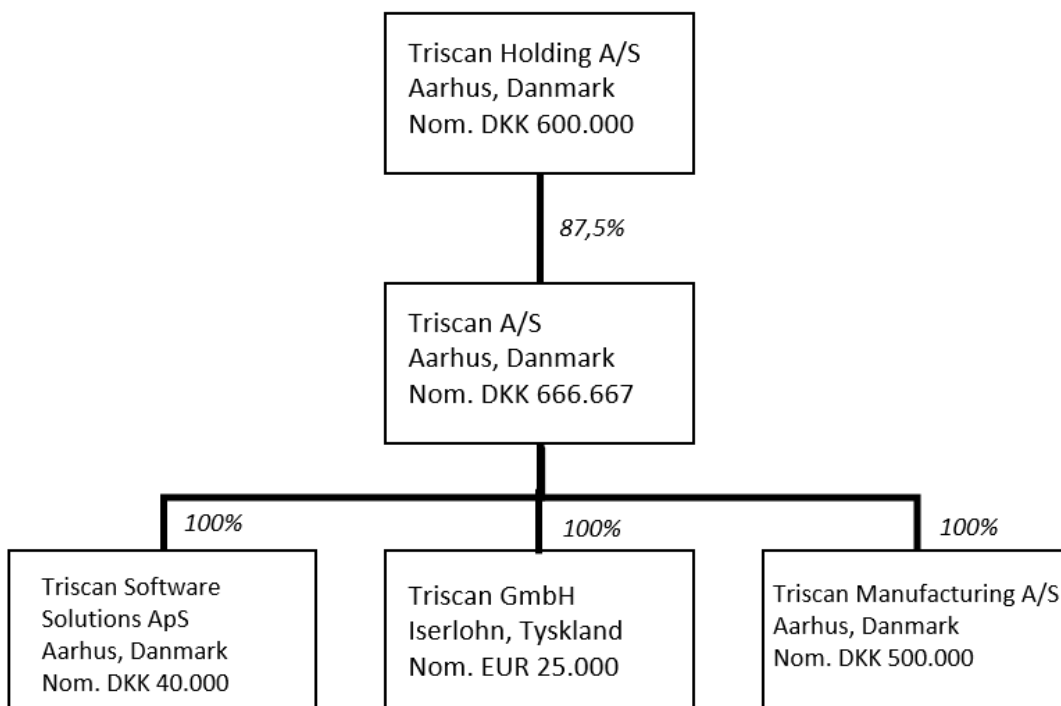 Triscan Holding A/S
Aarhus, Danmark
Nom. DKK 600.000
87,5%
Triscan A/S
Aarhus, Danmark
Nom. DKK 666.667
100%
100%
100%
Triscan Software
Solutions ApS
Aarhus, Danmark
Nom. DKK 40.000
Triscan GmbH
Iserlohn, Tyskland
Nom. EUR 25.000
Triscan Manufacturing A/S
Aarhus, Danmark
Nom. DKK 500.000